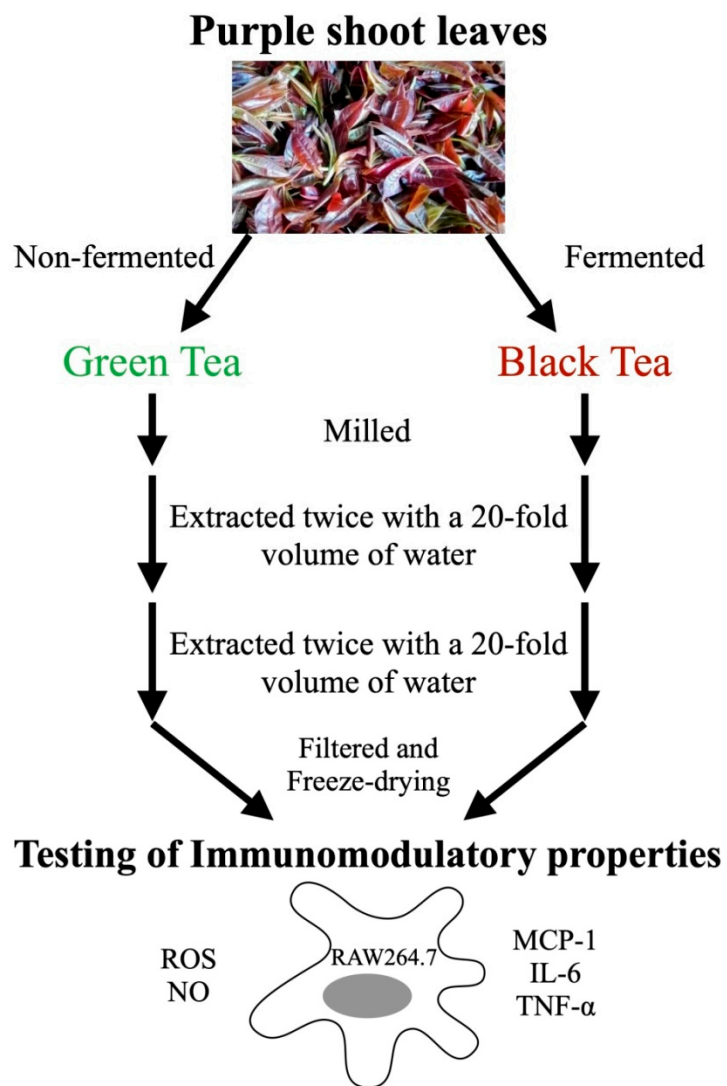 Purple shoot leaves
Non-fermented
Fermented
Green Tea
Black Tea
Milled
Extracted twice with a 20-fold
volume of water
Extracted twice with a 20-fold
volume of water
Filtered and
Freeze-drying
Testing of Immunomodulatory properties
ROS
NO
RAW264.7
MCP-1
IL-6
TNF-α